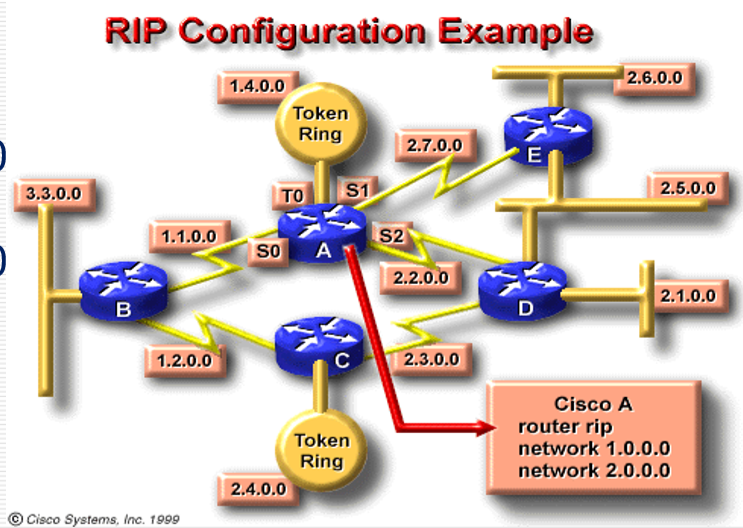 RIP Configuration Example
1.4.0.0
2.6.0.0
Token
Ring
2.7.0.0
E
3.3.0.0
T0
S1
2.5.0.0
1.1.0.0
S0
A
S2
2.2.0.0
B
D
2.1.0.0
1.2.0.0
C
2.3.0.0
Cisco A
router rip
network 1.0.0.0
network 2.0.0.0
Token
Ring
2.4.0.0
© Cisco Systems, Inc. 1999